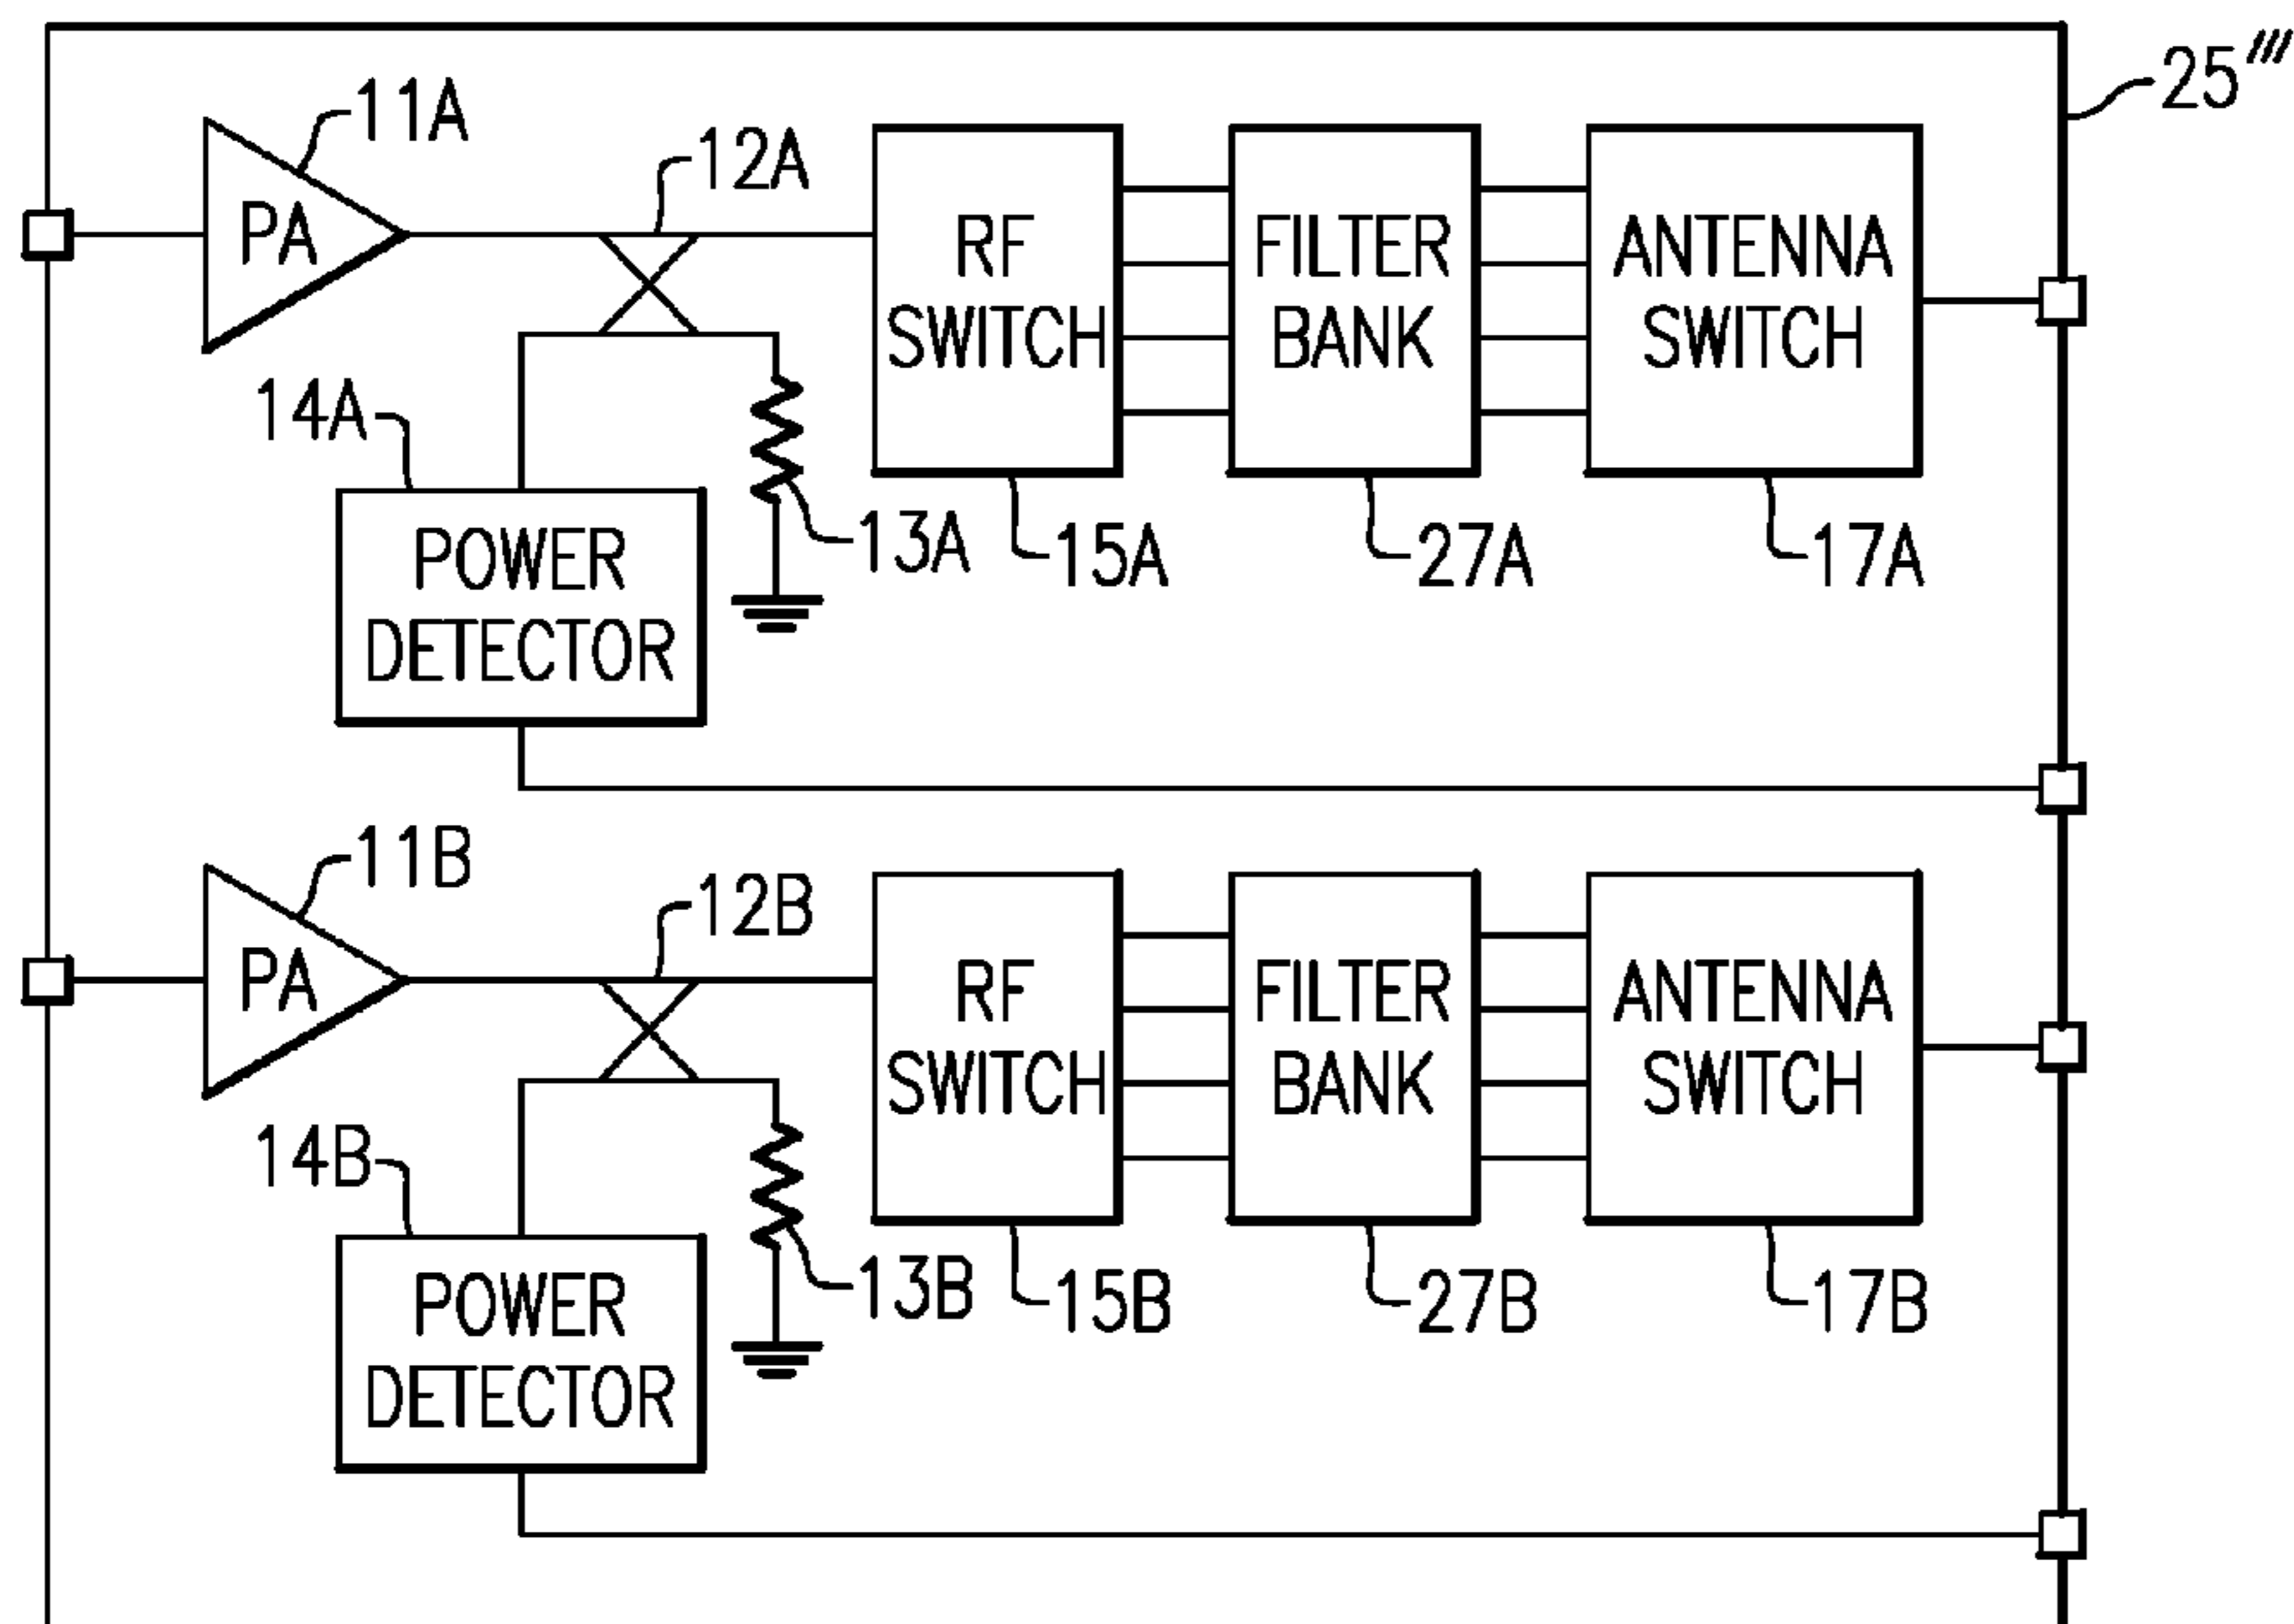 25'''
11A
12A
PA
RF
SWITCH
FILTER
BANK
ANTENNA
SWITCH
14A
13A
15A
27A
17A
POWER
DETECTOR
11B
12B
PA
RF
SWITCH
FILTER
BANK
ANTENNA
SWITCH
14B
13B
15B
27B
17B
POWER
DETECTOR